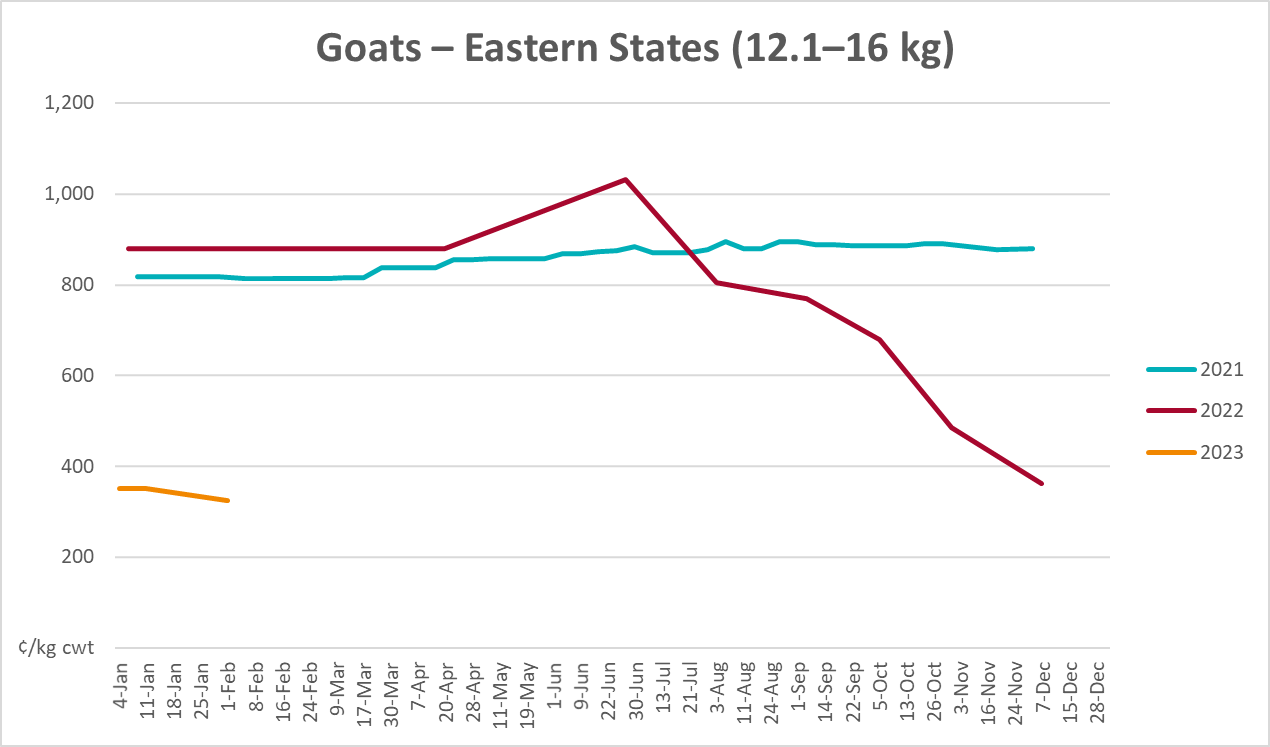 Goats – Eastern States (12.1–16 kg)
1,200
1,000
800
600
400
200
¢/kg cwt
4-Jan
11-Jan
18-Jan
25-Jan
1-Feb
8-Feb
16-Feb
24-Feb
9-Mar
17-Mar
30-Mar
7-Apr
20-Apr
28-Apr
11-May
19-May
1-Jun
9-Jun
22-Jun
30-Jun
13-Jul
21-Jul
3-Aug
11-Aug
24-Aug
1-Sep
14-Sep
22-Sep
5-Oct
13-Oct
26-Oct
3-Nov
16-Nov
24-Nov
7-Dec
15-Dec
28-Dec
2021
2022
2023